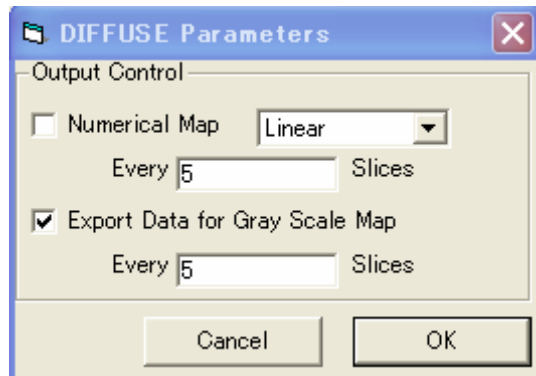 DIFFUSE Parameters
Output Control
Numerical Map Linear
Every 5 Slices
Export Data for Gray Scale Map
Every 5 Slices
Cancel OK